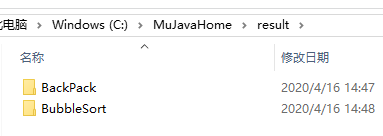 电脑 > Windows (C:) > MuJavaHome > result >
名称 修改日期
BackPack 2020/4/16 14:47
BubbleSort 2020/4/16 14:48